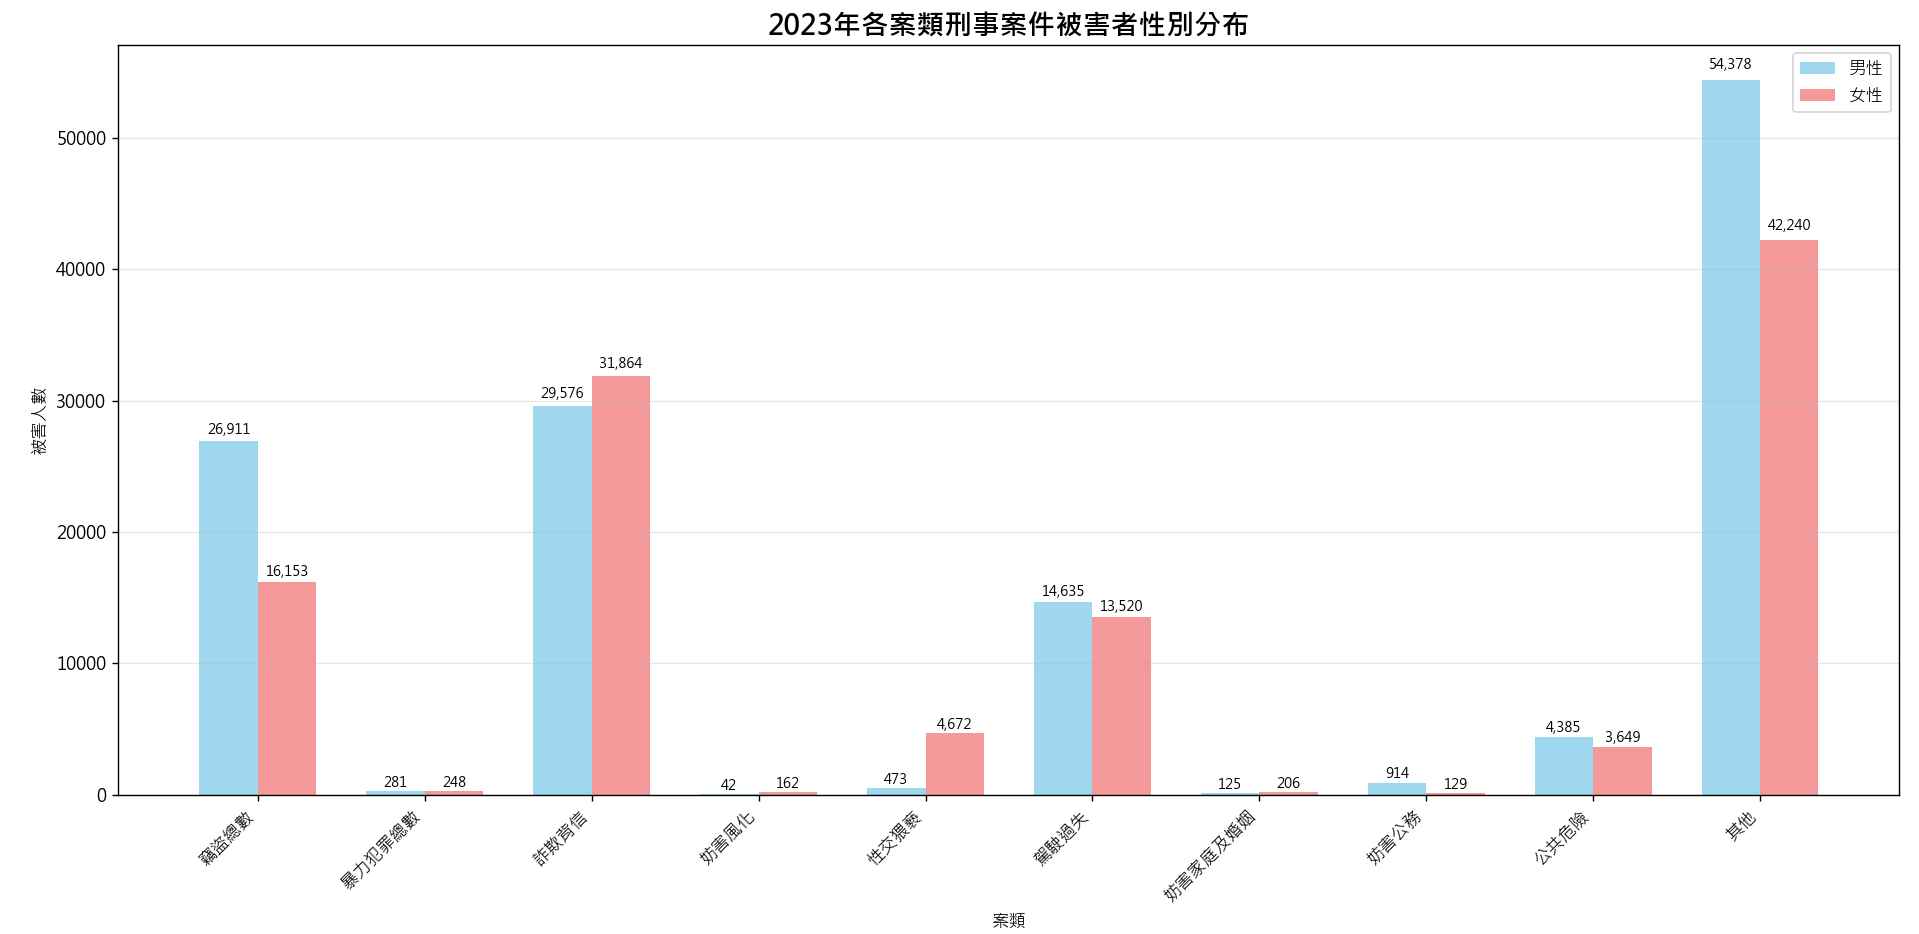 2023年各案類刑事案件被害者性別分布
男性
女性
被害人數
50000
40000
30000
20000
10000
0
26,911
16,153
281
248
29,576
31,864
42
162
473
4,672
14,635
13,520
125
206
914
129
4,385
3,649
54,378
42,240
竊盜總數
暴力犯罪總數
詐欺背信
妨害風化
性交猥褻
駕駛過失
妨害家庭及婚姻
妨害公務
公共危險
其他
案類